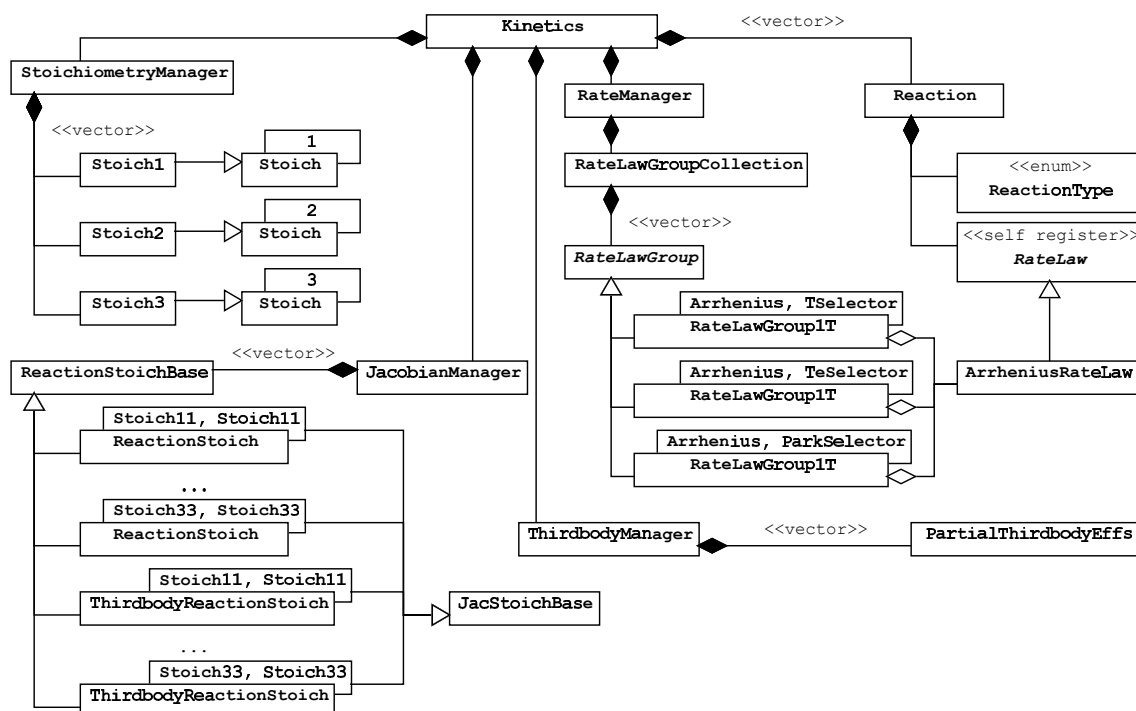 Kinetics
<<vector>>
StoichiometryManager
RateManager
Reaction
<<vector>>
1
Stoich1
Stoich
RateLawGroupCollection
<<enum>>
ReactionType
2
Stoich2
Stoich
<<vector>>
RateLawGroup
<<self register>>
RateLaw
3
Stoich3
Stoich
Arrhenius, TSelector
RateLawGroup1T
<<vector>>
ReactionStoichBase
JacobianManager
Arrhenius, TeSelector
RateLawGroup1T
ArrheniusRateLaw
Stoich11, Stoich11
ReactionStoich
Arrhenius, ParkSelector
RateLawGroup1T
...
Stoich33, Stoich33
ReactionStoich
ThirdbodyManager
<<vector>>
PartialThirdbodyEffs
Stoich11, Stoich11
ThirdbodyReactionStoich
JacStoichBase
...
Stoich33, Stoich33
ThirdbodyReactionStoich